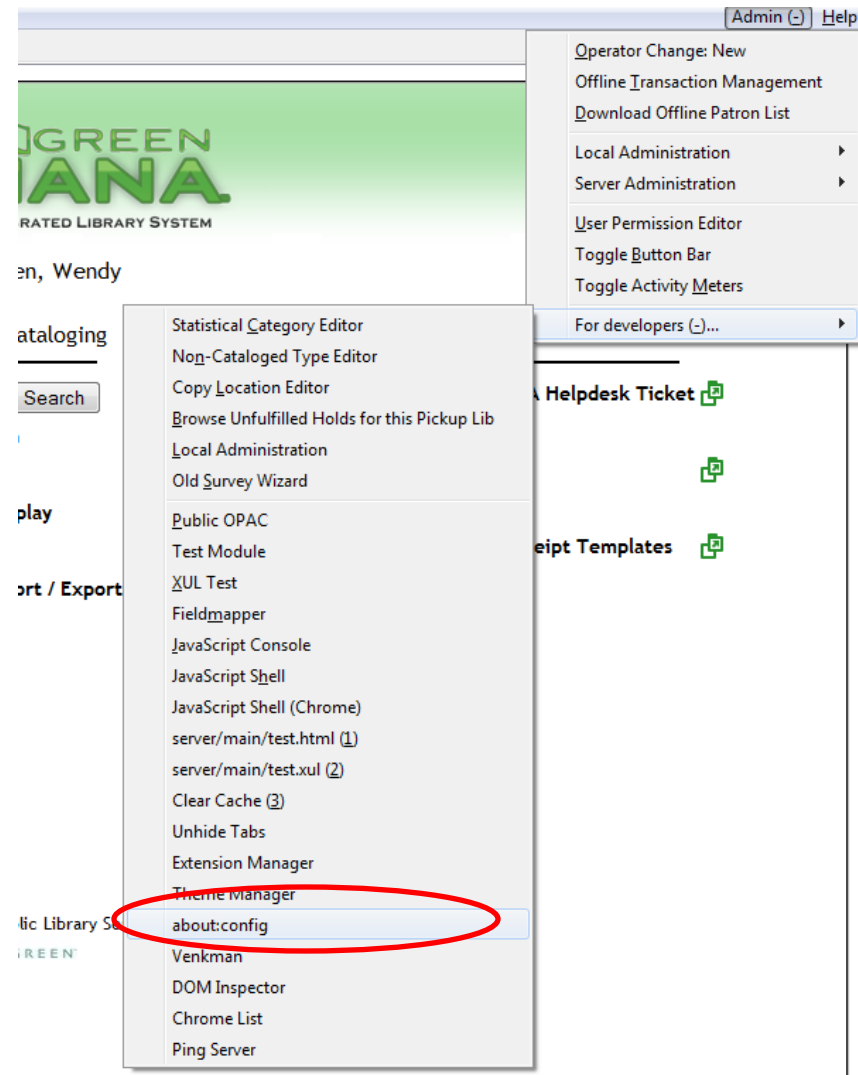 Admin (-) Help
Operator Change: New
Offline Transaction Management
Download Offline Patron List
Local Administration
Server Administration
User Permission Editor
Toggle Button Bar
Toggle Activity Meters
For developers (-)...
GREEN
ANA
RATED LIBRARY SYSTEM
en, Wendy
ataloging
Search
play
ort / Export
lic Library Se
REEN
Statistical Category Editor
Non-Cataloged Type Editor
Copy Location Editor
Browse Unfulfilled Holds for this Pickup Lib
Local Administration
Old Survey Wizard
Public OPAC
Test Module
XUL Test
Fieldmapper
JavaScript Console
JavaScript Shell
JavaScript Shell (Chrome)
server/main/test.html (1)
server/main/test.xul (2)
Clear Cache (3)
Unhide Tabs
Extension Manager
Theme Manager
about:config
Venkman
DOM Inspector
Chrome List
Ping Server
A Helpdesk Ticket
eipt Templates